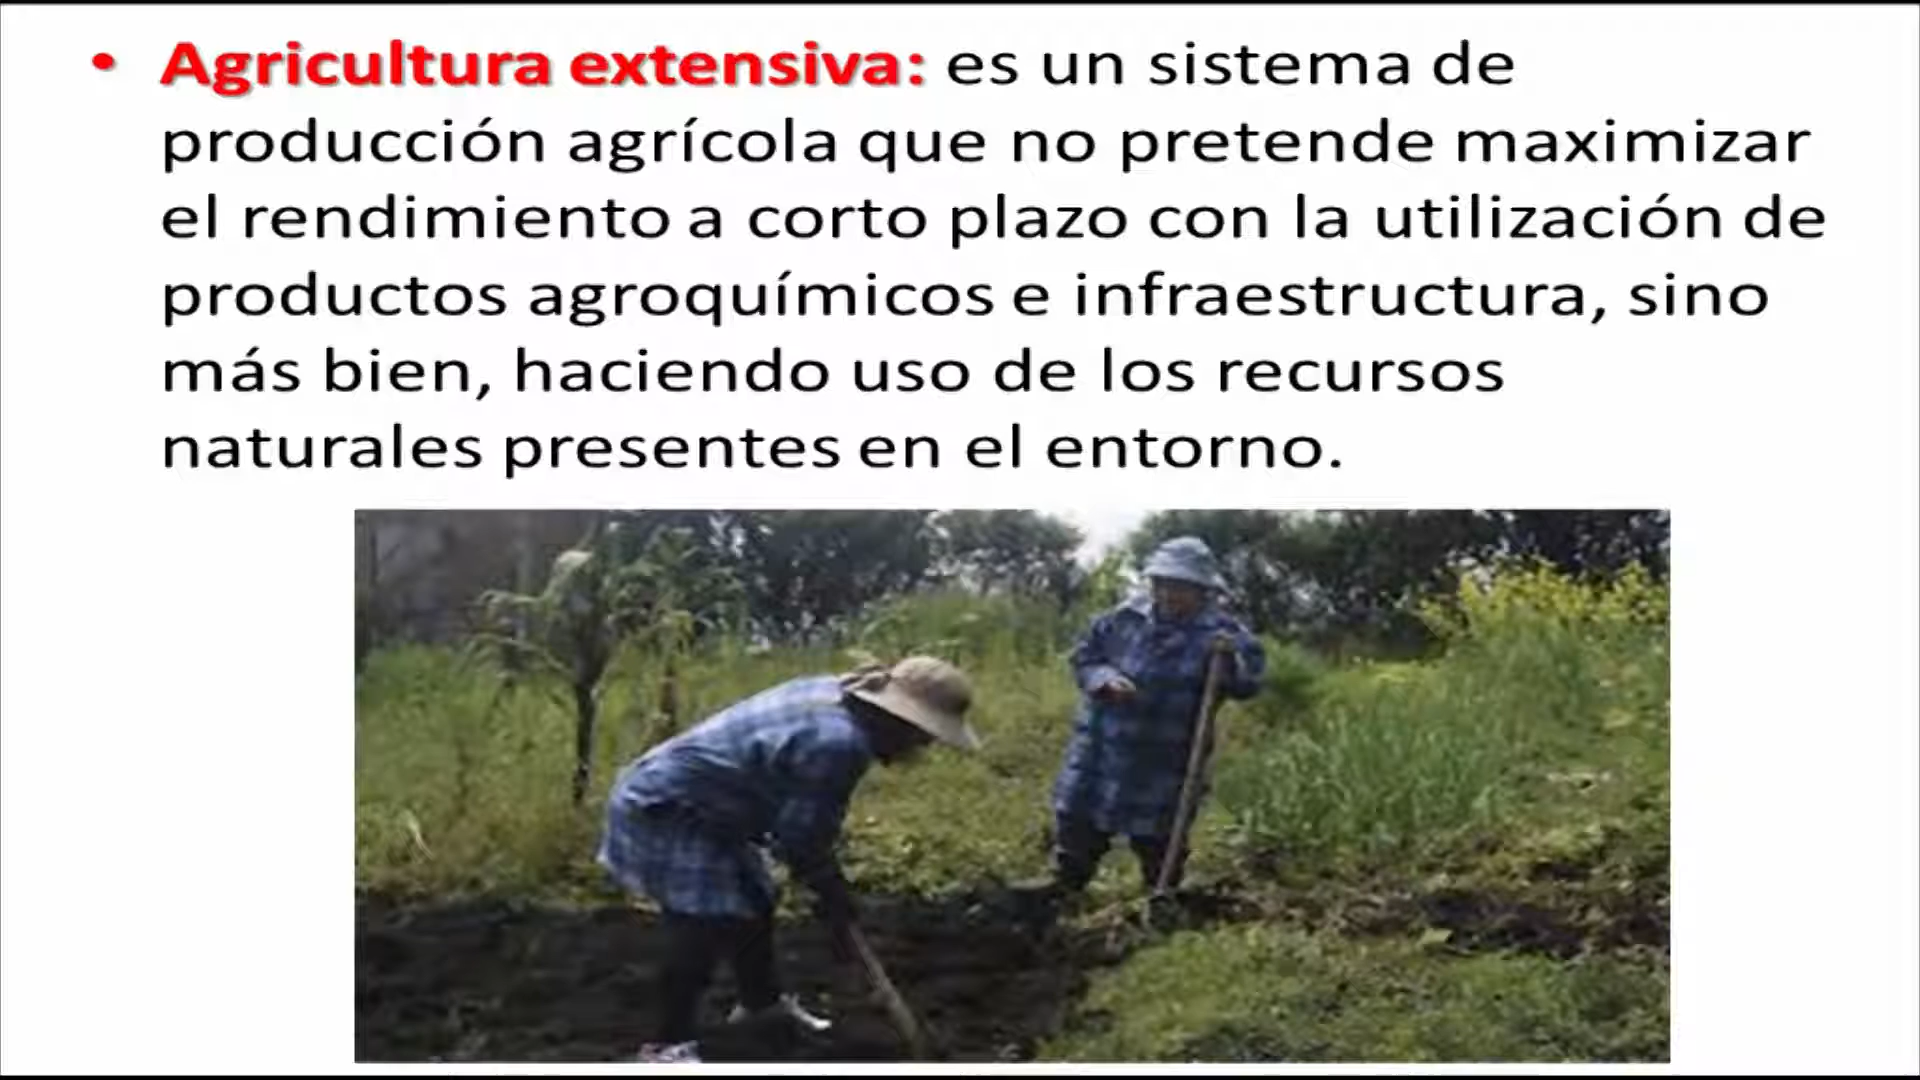 • Agricultura extensiva: es un sistema de
producción agrícola que no pretende maximizar
el rendimiento a corto plazo con la utilización de
productos agroquímicos e infraestructura, sino
más bien, haciendo uso de los recursos
naturales presentes en el entorno.